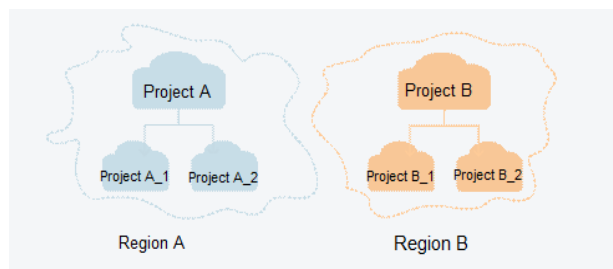 Project A
Project B
Project A_1
Project A_2
Project B_1
Project B_2
Region A
Region B